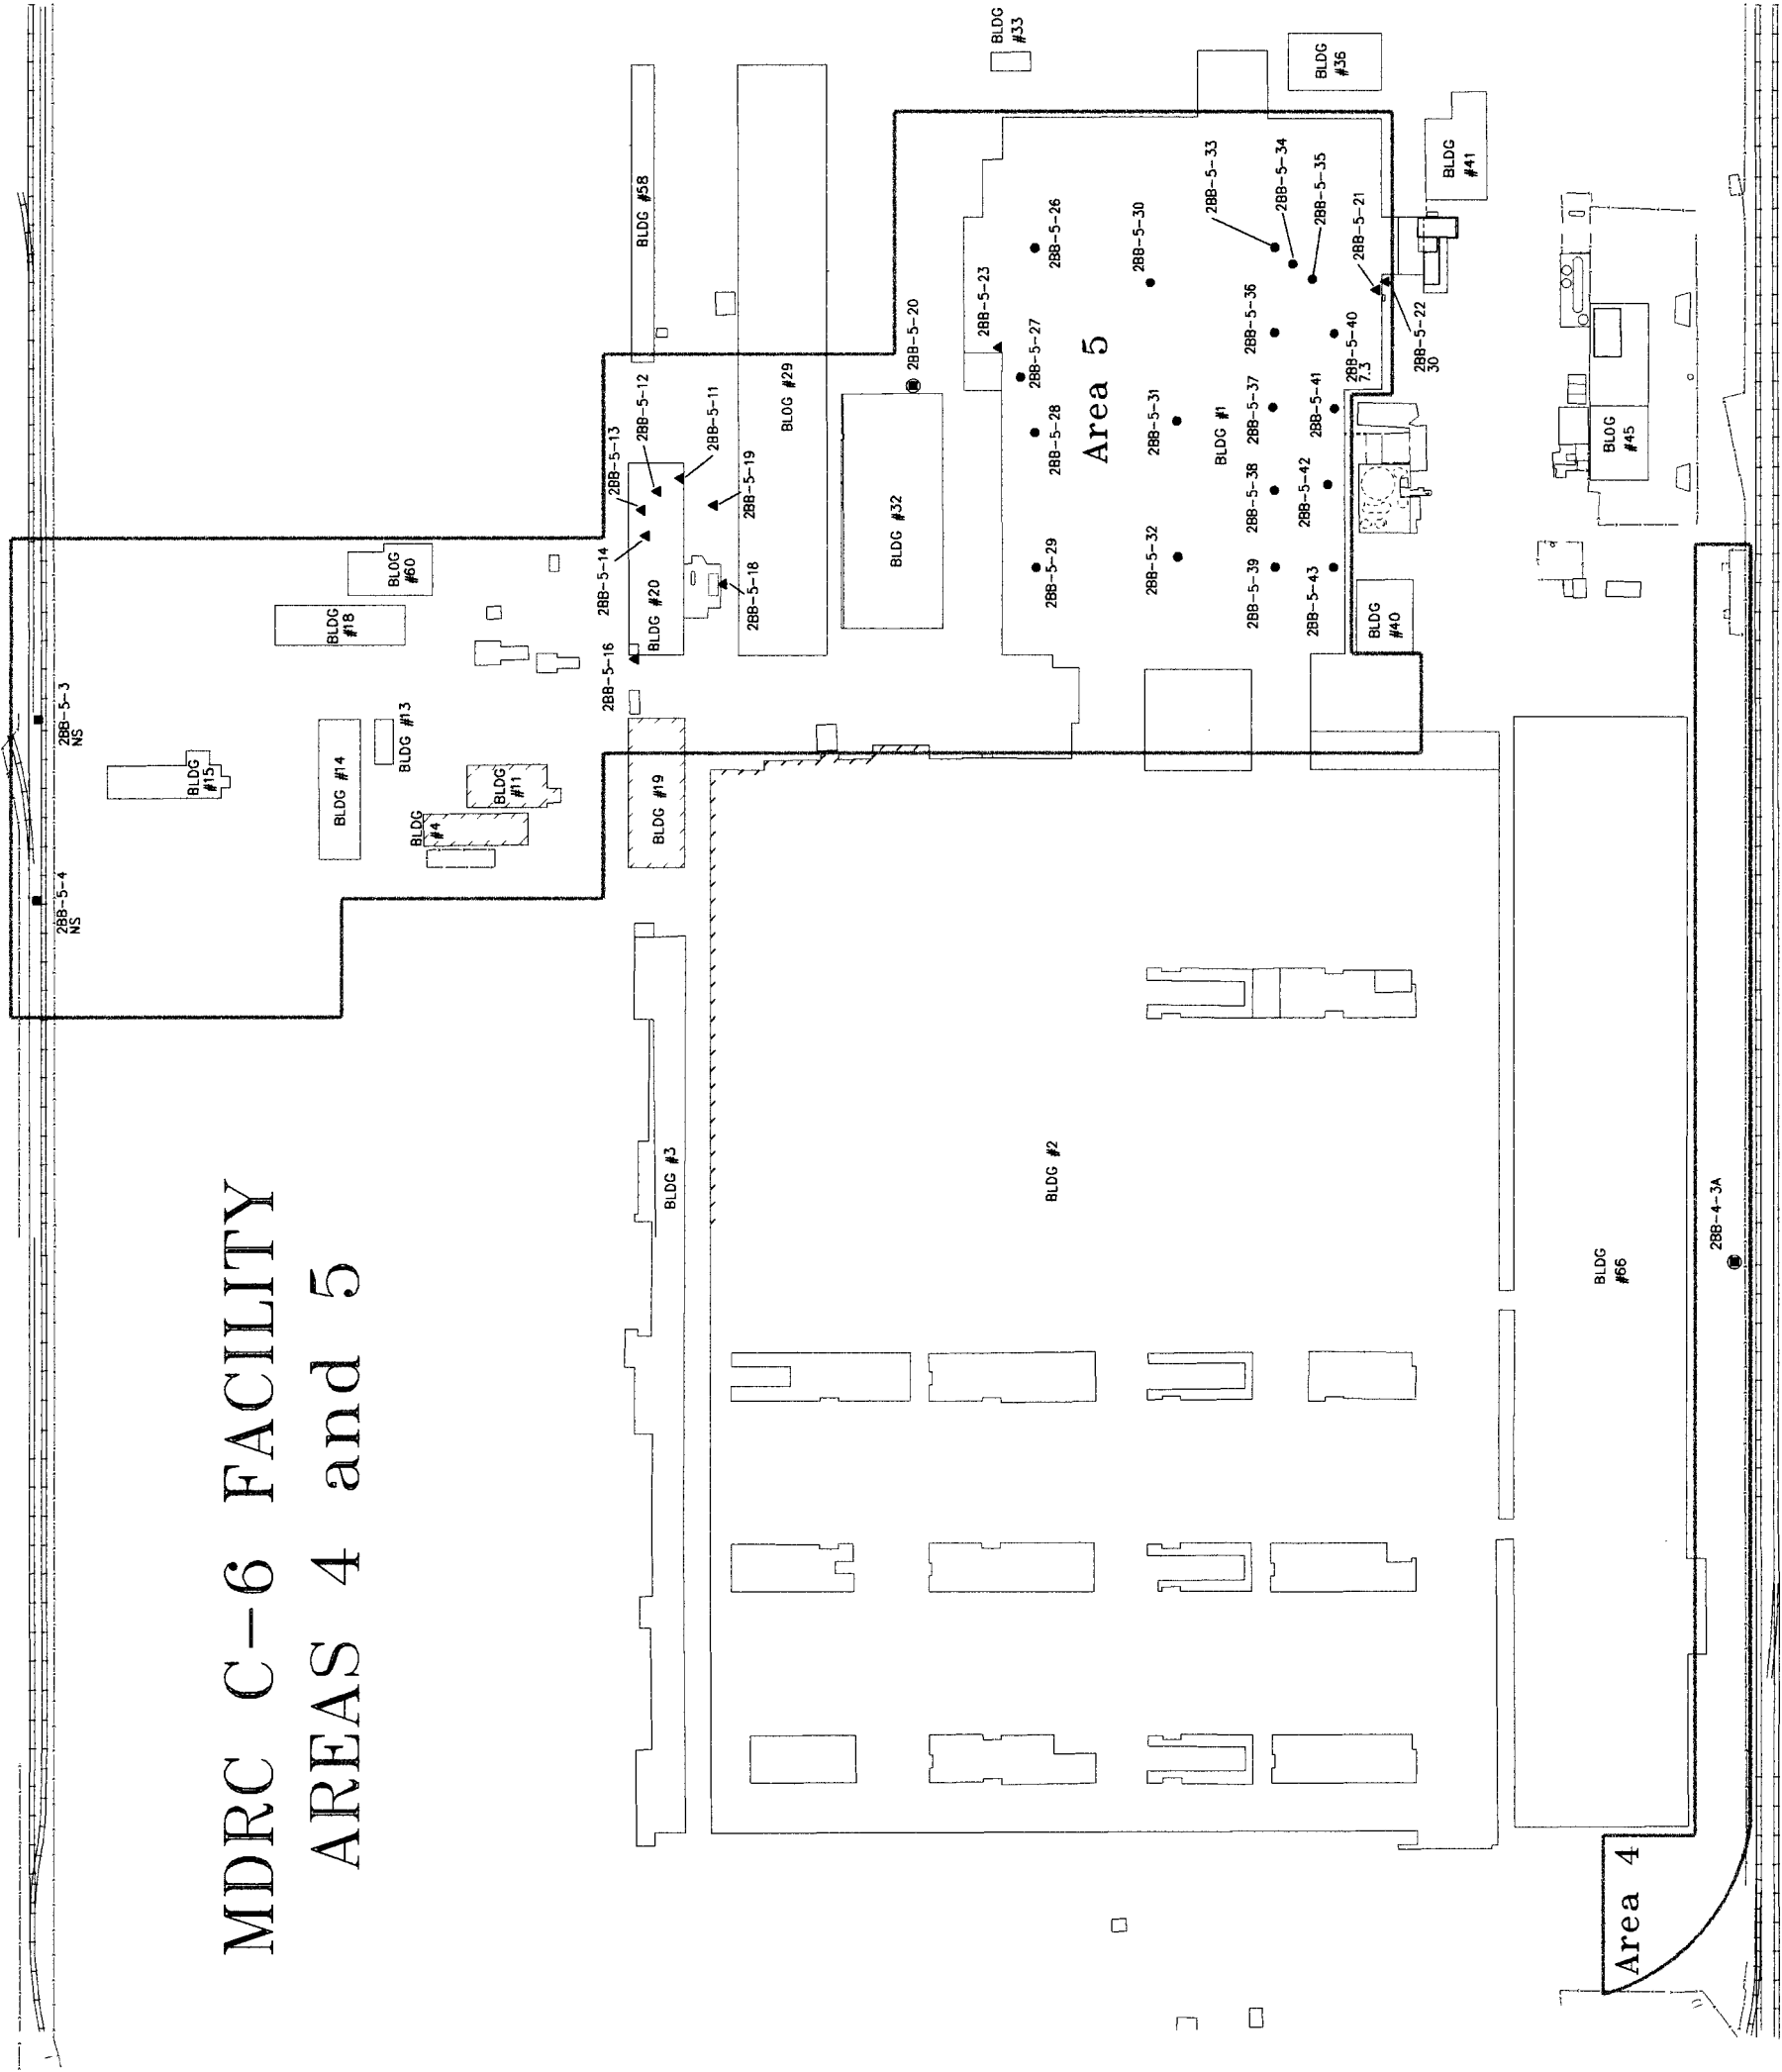 MDRC C-6 FACILITY
AREAS 4 and 5
2BB-5-4
NS
2BB-5-3
NS
BLDG
#15
BLDG #14
BLDG #13
BLDG
#11
BLDG
#4
BLDG
#18
BLDG
#60
BLDG #19
2BB-5-16
BLDG #20
2BB-5-14
2BB-5-13
2BB-5-12
2BB-5-11
2BB-5-19
2BB-5-18
BLDG #58
BLDG #29
BLDG #32
2BB-5-20
BLDG
#33
BLDG
#36
BLDG
#41
2BB-5-23
2BB-5-26
2BB-5-27
2BB-5-28
2BB-5-29
Area 5
2BB-5-30
2BB-5-31
2BB-5-32
BLDG #1
2BB-5-33
2BB-5-34
2BB-5-35
2BB-5-36
2BB-5-37
2BB-5-38
2BB-5-39
2BB-5-40
7.3
2BB-5-41
2BB-5-42
2BB-5-43
2BB-5-21
2BB-5-22
30
BLDG
#40
BLDG
#45
BLDG #3
BLDG #2
BLDG
#66
2BB-4-3A
Area 4